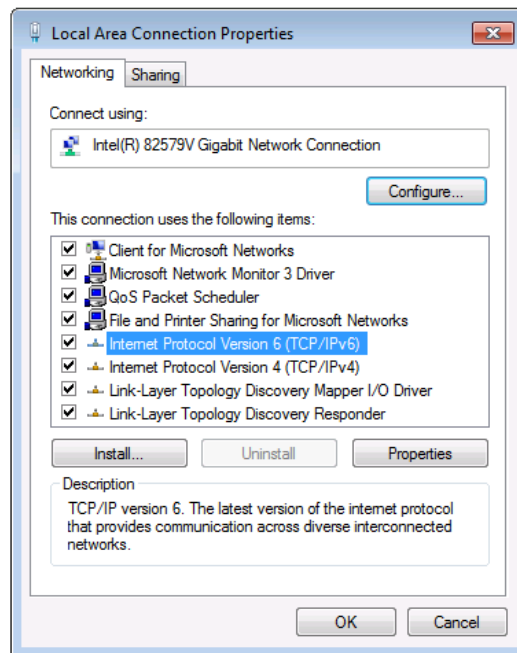 Local Area Connection Properties
Networking
Sharing
Connect using:
Intel(R) 82579V Gigabit Network Connection
Configure...
This connection uses the following items:
Client for Microsoft Networks
Microsoft Network Monitor 3 Driver
QoS Packet Scheduler
File and Printer Sharing for Microsoft Networks
Internet Protocol Version 6 (TCP/IPv6)
Internet Protocol Version 4 (TCP/IPv4)
Link-Layer Topology Discovery Mapper I/O Driver
Link-Layer Topology Discovery Responder
Install...
Uninstall
Properties
Description
TCP/IP version 6. The latest version of the internet protocol
that provides communication across diverse interconnected
networks.
OK
Cancel